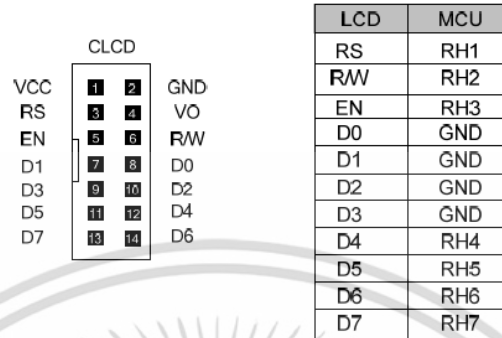 CLCD
VCC 1 2 GND
RS 3 4 VO
EN 5 6 R/W
D1 7 8 D0
D3 9 10 D2
D5 11 12 D4
D7 13 14 D6
LCD MCU
RS RH1
R/W RH2
EN RH3
D0 GND
D1 GND
D2 GND
D3 GND
D4 RH4
D5 RH5
D6 RH6
D7 RH7